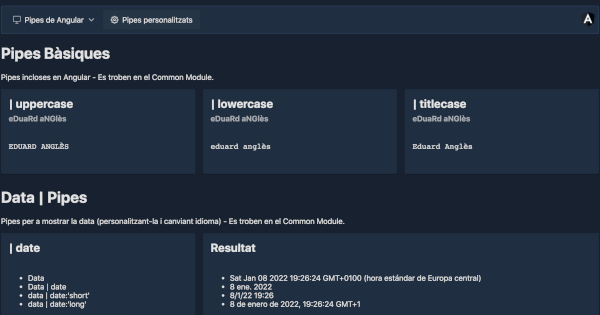 Pipes de Angular
Pipes personalitzats
A
Pipes Bàsiques
Pipes incloses en Angular - Es troben en el Common Module.
| uppercase
eDuaRd aNGlès
EDUARD ANGLÈS
| lowercase
eDuaRd aNGlès
eduard anglès
| titlecase
eDuaRd aNGlès
Eduard Anglès
Data | Pipes
Pipes per a mostrar la data (personalitzant-la i canviant idioma) - Es troben en el Common Module.
| date
Data
Data | date
data | date:'short'
data | date:'long'
Resultat
Sat Jan 08 2022 19:26:24 GMT+0100 (hora estándar de Europa central)
8 ene. 2022
8/1/22 19:26
8 de enero de 2022, 19:26:24 GMT+1